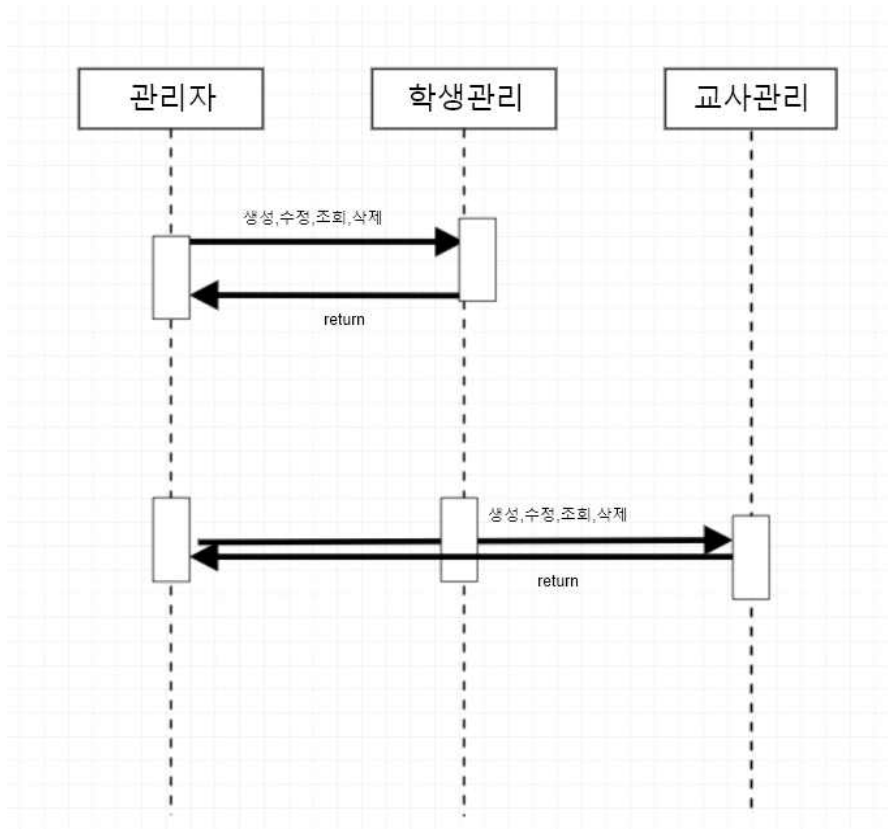 관리자
학생관리
교사관리
생성,수정,조회,삭제
return
생성,수정,조회,삭제
return